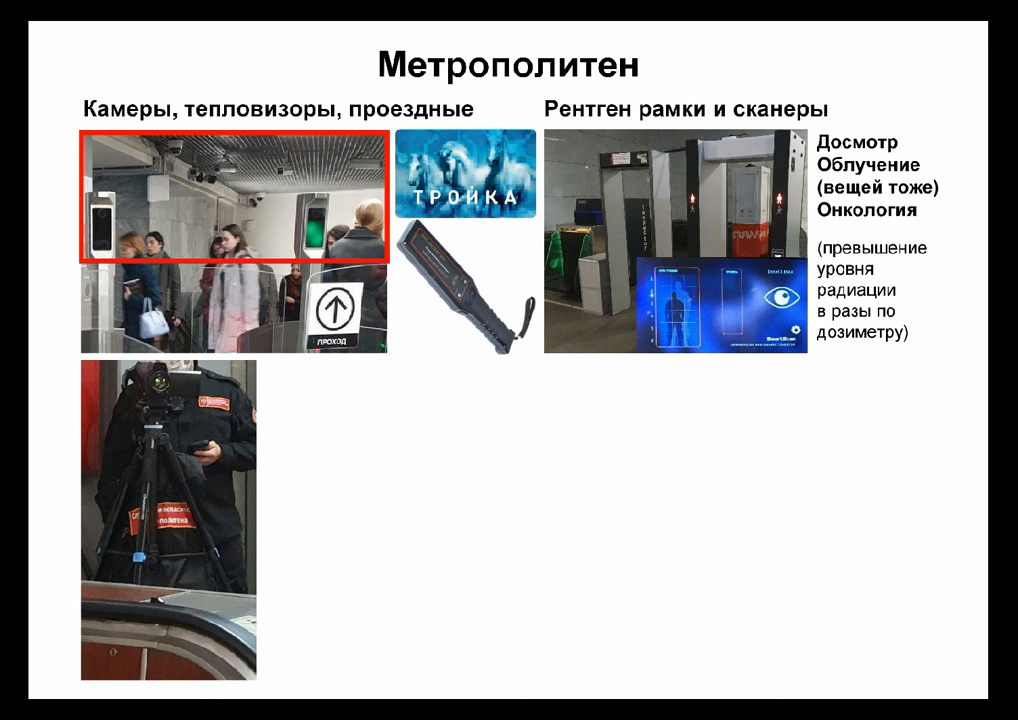 Метрополитен
Камеры, тепловизоры, проездные
Рентген рамки и сканеры
ТРОЙКА
ПРОХОД
Досмотр
Облучение
(вещей тоже)
Онкология
(превышение
уровня
радиации
в разы по
дозиметру)